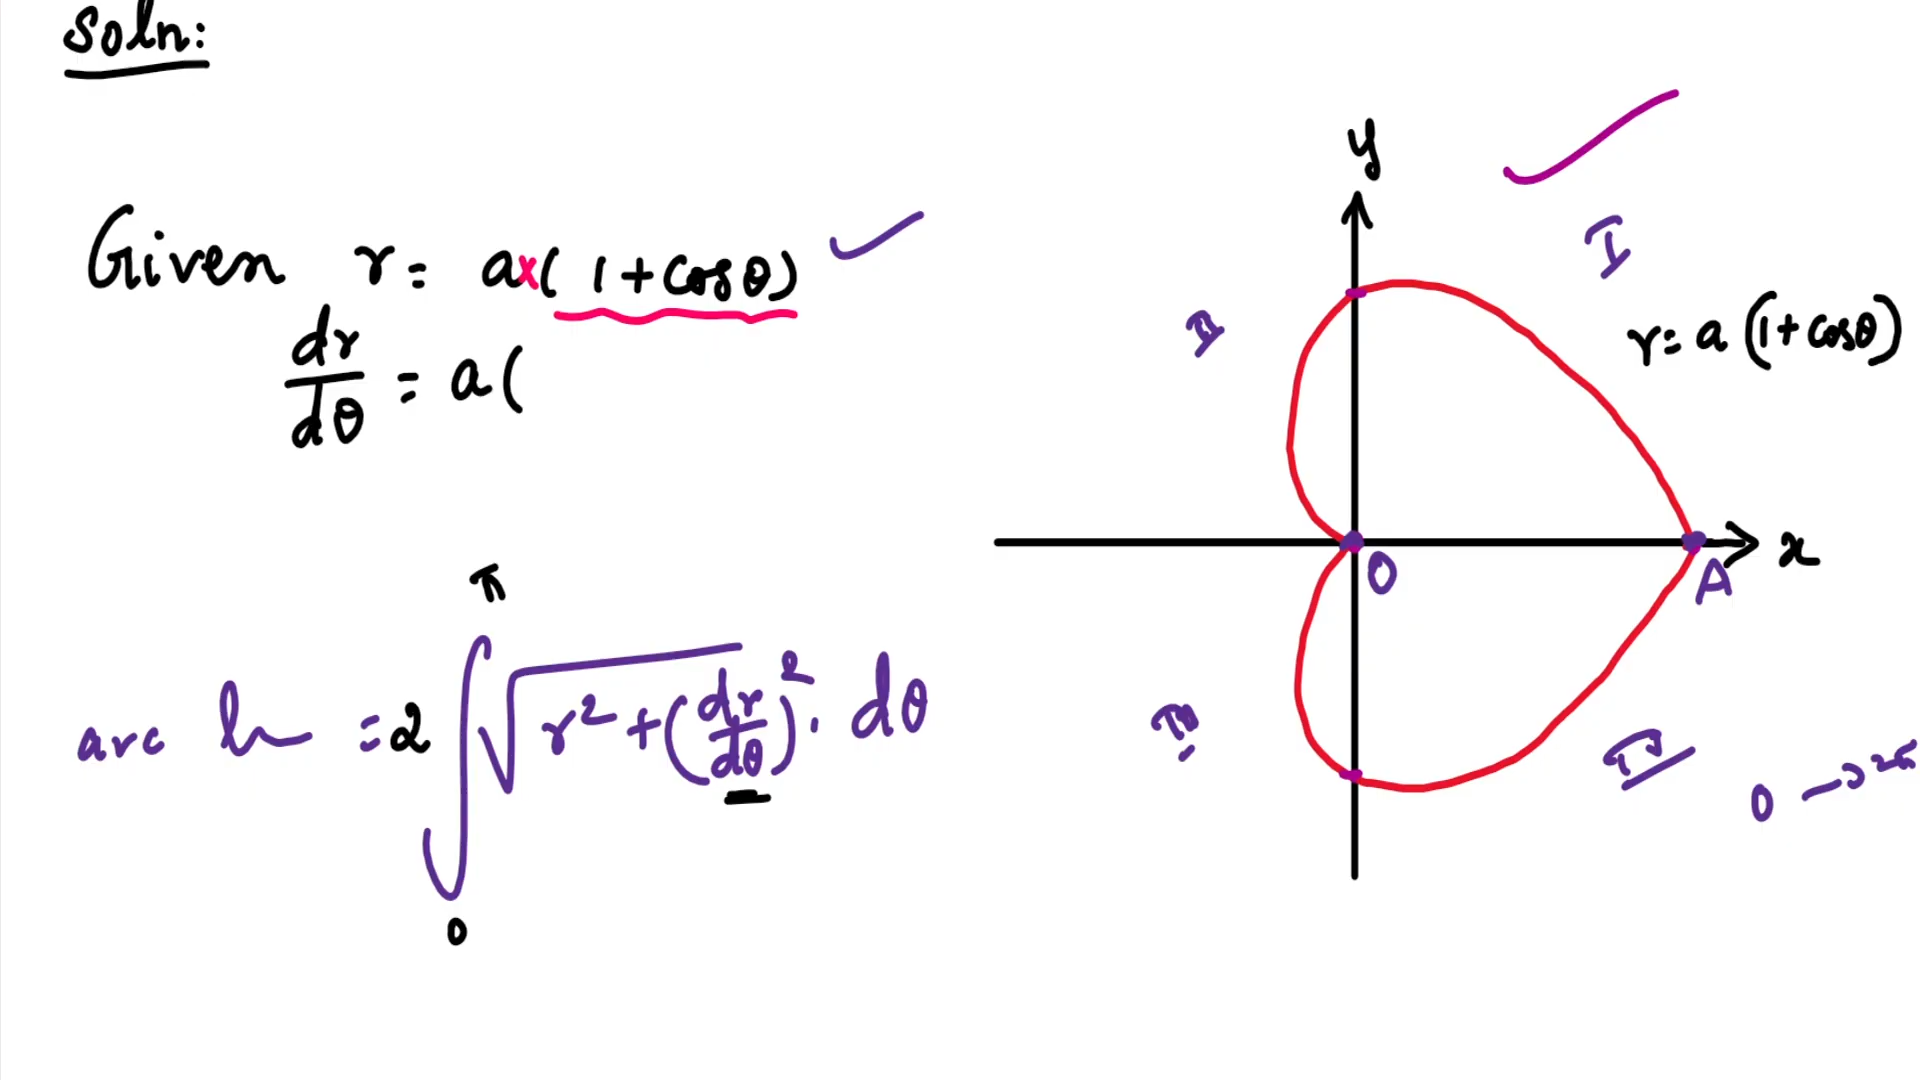 Soln:
Given r = a×(1+cosθ)
dr/dθ = a(
arc ln = 2 ∫₀^π √r² + (dr/dθ)² · dθ
y
I
II
r = a (1+cosθ)
x
O
A
III
IV
0 → 2π